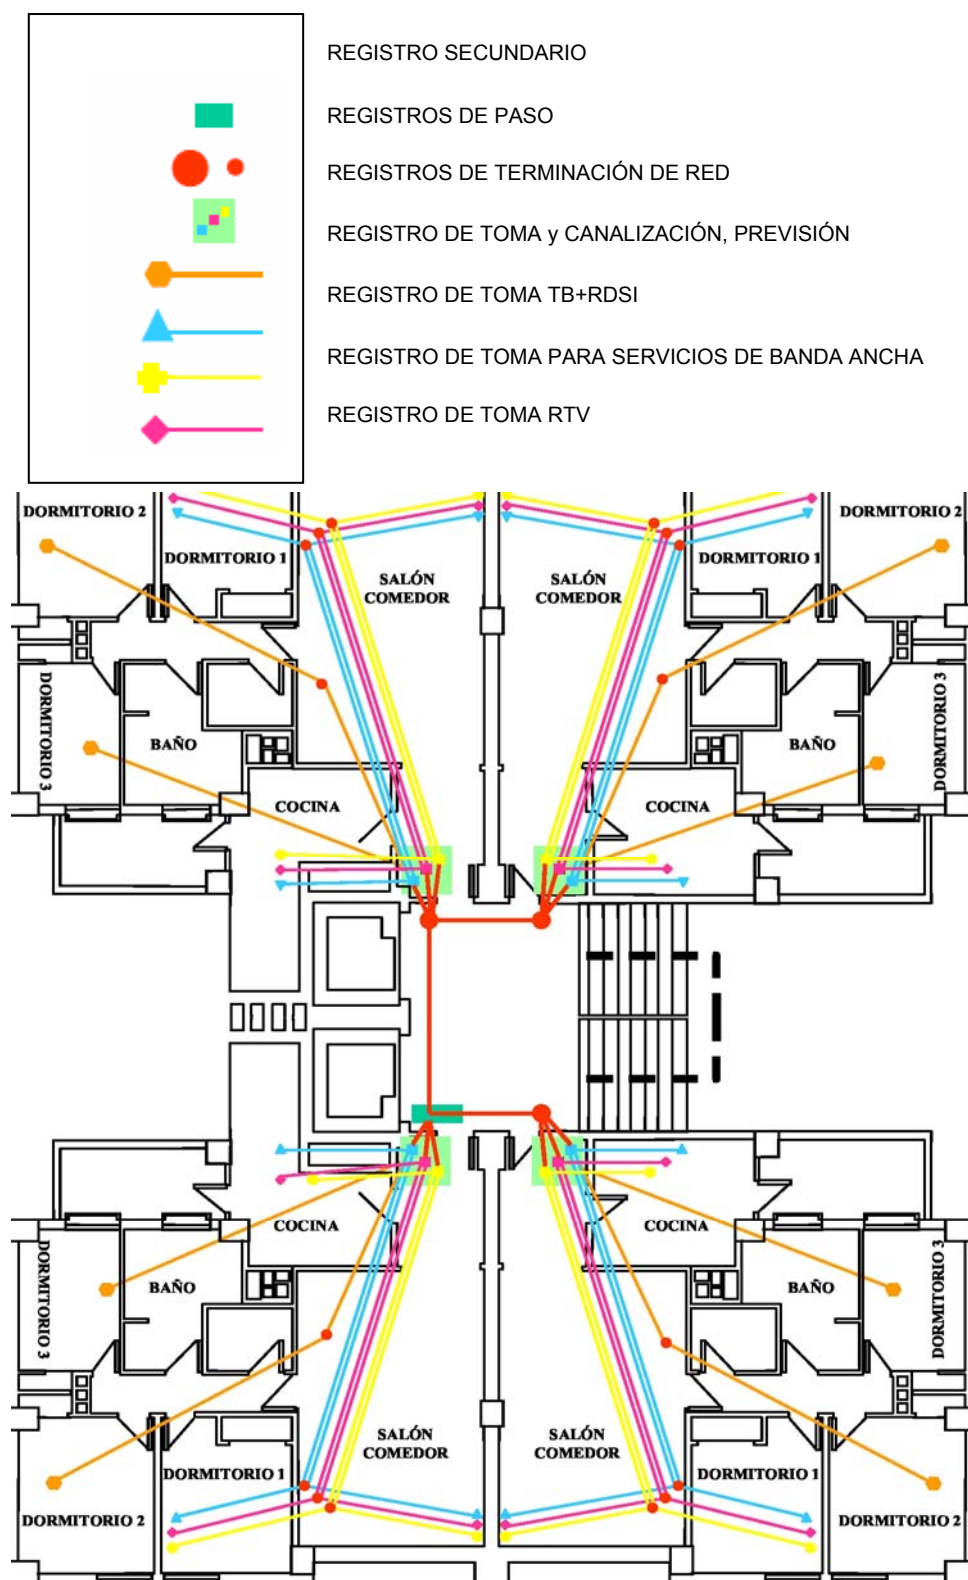 REGISTRO SECUNDARIO
REGISTROS DE PASO
REGISTROS DE TERMINACIÓN DE RED
REGISTRO DE TOMA y CANALIZACIÓN, PREVISIÓN
REGISTRO DE TOMA TB+RDSI
REGISTRO DE TOMA PARA SERVICIOS DE BANDA ANCHA
REGISTRO DE TOMA RTV
DORMITORIO 2
DORMITORIO 2
DORMITORIO 1
DORMITORIO 1
SALÓN
COMEDOR
SALÓN
COMEDOR
DORMITORIO 3
BAÑO
BAÑO
DORMITORIO 3
COCINA
COCINA
COCINA
COCINA
DORMITORIO 3
BAÑO
BAÑO
DORMITORIO 3
SALÓN
COMEDOR
SALÓN
COMEDOR
DORMITORIO 1
DORMITORIO 1
DORMITORIO 2
DORMITORIO 2